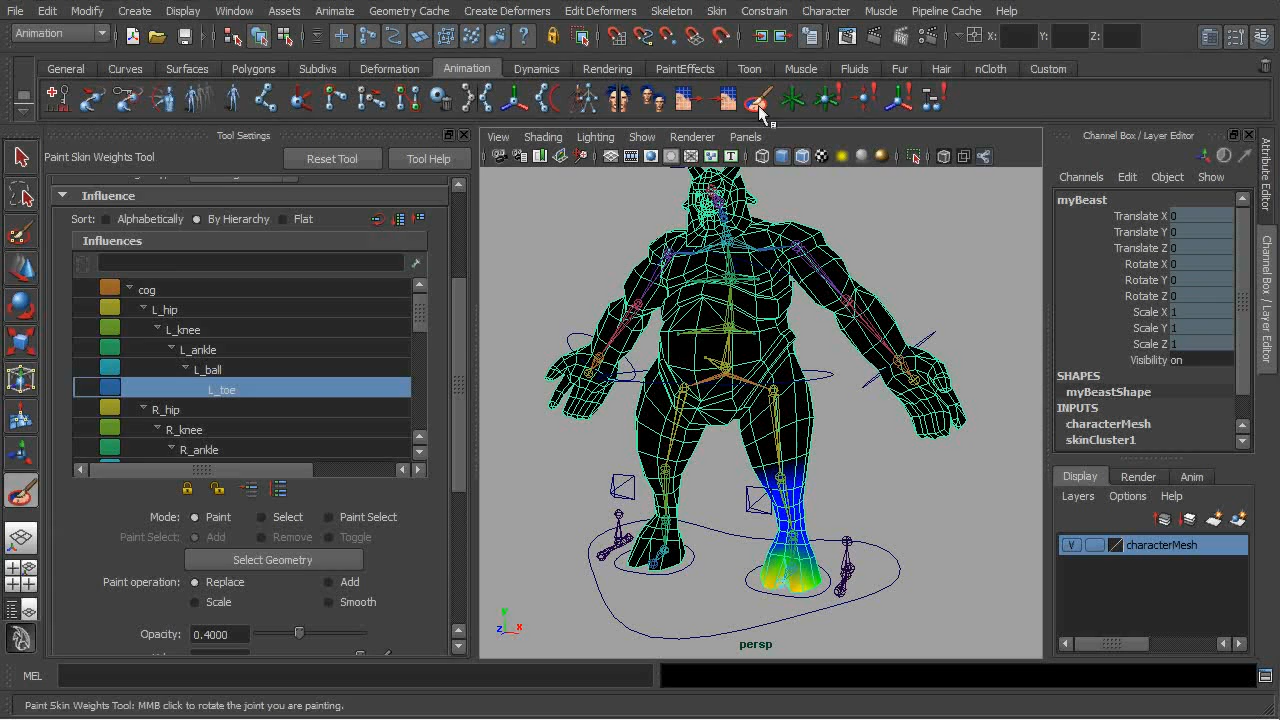 File Edit Modify Create Display Window Assets Animate Geometry Cache Create Deformers Edit Deformers Skeleton Skin Constrain Character Muscle Pipeline Cache Help
Animation X: Y: Z:
General Curves Surfaces Polygons Subdivs Deformation Animation Dynamics Rendering PaintEffects Toon Muscle Fluids Fur Hair nCloth Custom
Tool Settings
Paint Skin Weights Tool Reset Tool Tool Help
Influence
Sort: Alphabetically By Hierarchy Flat
Influences
cog
L_hip
L_knee
L_ankle
L_ball
L_toe
R_hip
R_knee
R_ankle
Mode: Paint Select Paint Select
Paint Select: Add Remove Toggle
Select Geometry
Paint operation: Replace Add
Scale Smooth
Opacity: 0.4000
View Shading Lighting Show Renderer Panels
persp
y
z x
Channel Box / Layer Editor
Channels Edit Object Show
myBeast
Translate X 0
Translate Y 0
Translate Z 0
Rotate X 0
Rotate Y 0
Rotate Z 0
Scale X 1
Scale Y 1
Scale Z 1
Visibility on
SHAPES
myBeastShape
INPUTS
characterMesh
skinCluster1
Display Render Anim
Layers Options Help
V characterMesh
Attribute Editor
Channel Box / Layer Editor
MEL
Paint Skin Weights Tool: MMB click to rotate the joint you are painting.